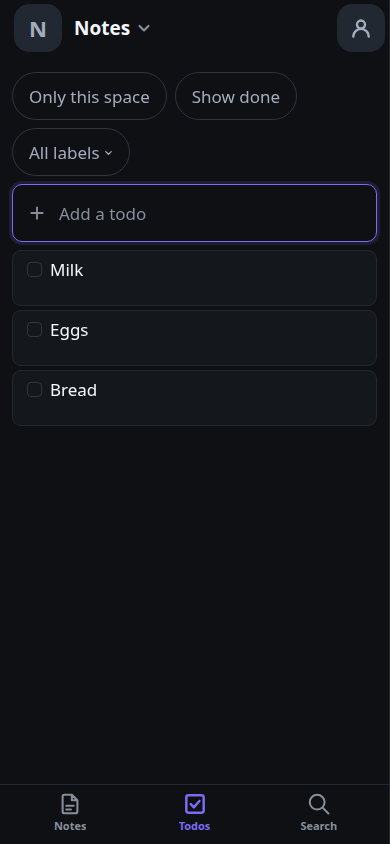 N Notes
Only this space Show done
All labels
Add a todo
Milk
Eggs
Bread
Notes Todos Search